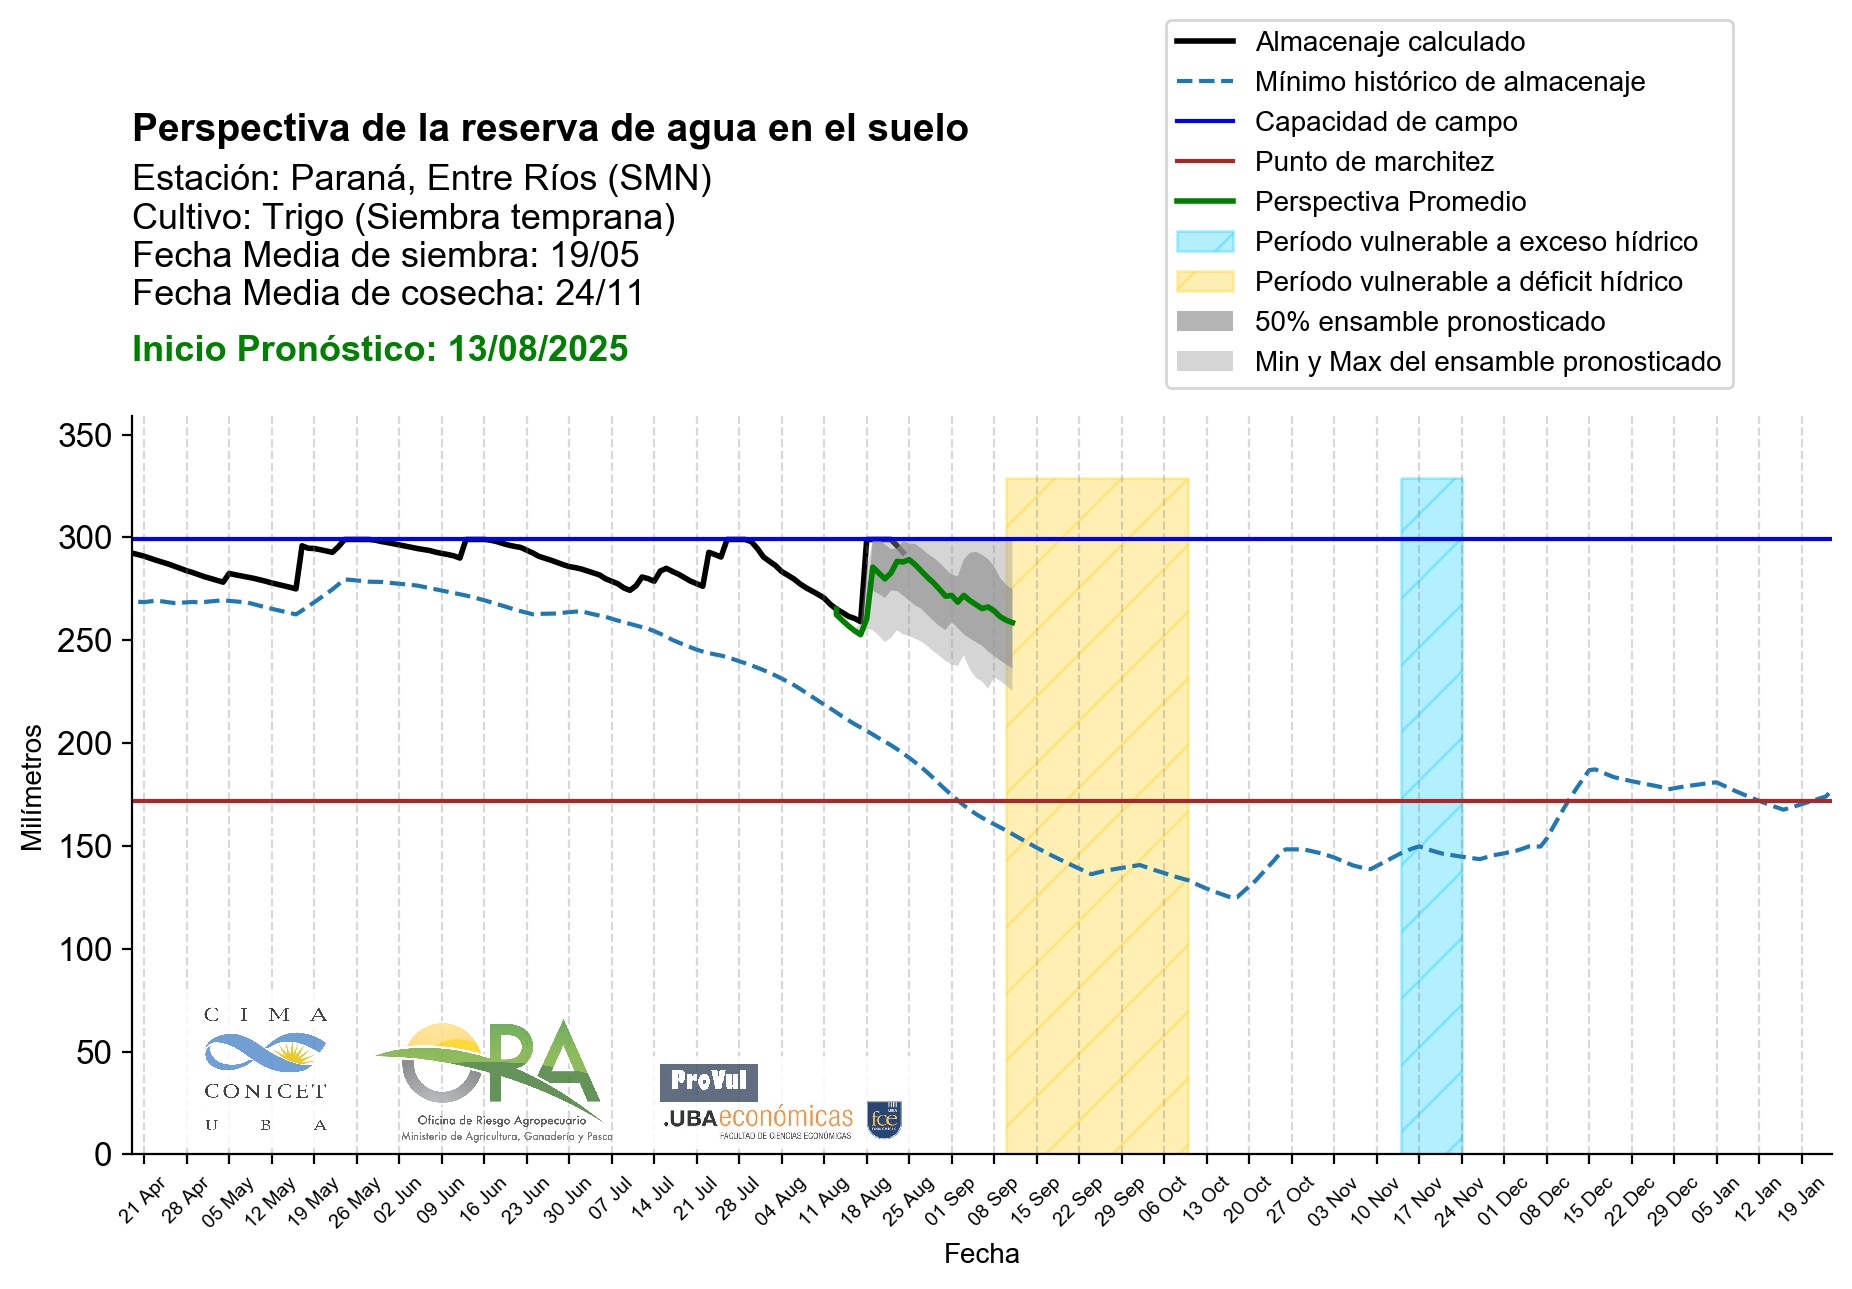 Almacenaje calculado
Mínimo histórico de almacenaje
Capacidad de campo
Punto de marchitez
Perspectiva Promedio
Período vulnerable a exceso hídrico
Período vulnerable a déficit hídrico
50% ensamble pronosticado
Min y Max del ensamble pronosticado
Perspectiva de la reserva de agua en el suelo
Estación: Paraná, Entre Ríos (SMN)
Cultivo: Trigo (Siembra temprana)
Fecha Media de siembra: 19/05
Fecha Media de cosecha: 24/11
Inicio Pronóstico: 13/08/2025
350
300
250
200
150
100
50
0
Milímetros
CIMA
CONICET
UBA
ORA
Oficina de Riesgo Agropecuario
Ministerio de Agricultura, Ganadería y Pesca
ProVul
.UBAeconómicas
FACULTAD DE CIENCIAS ECONÓMICAS
fce
21 Apr
28 Apr
05 May
12 May
19 May
26 May
02 Jun
09 Jun
16 Jun
23 Jun
30 Jun
07 Jul
14 Jul
21 Jul
28 Jul
04 Aug
11 Aug
18 Aug
25 Aug
01 Sep
08 Sep
15 Sep
22 Sep
29 Sep
06 Oct
13 Oct
20 Oct
27 Oct
03 Nov
10 Nov
17 Nov
24 Nov
01 Dec
08 Dec
15 Dec
22 Dec
29 Dec
05 Jan
12 Jan
19 Jan
Fecha